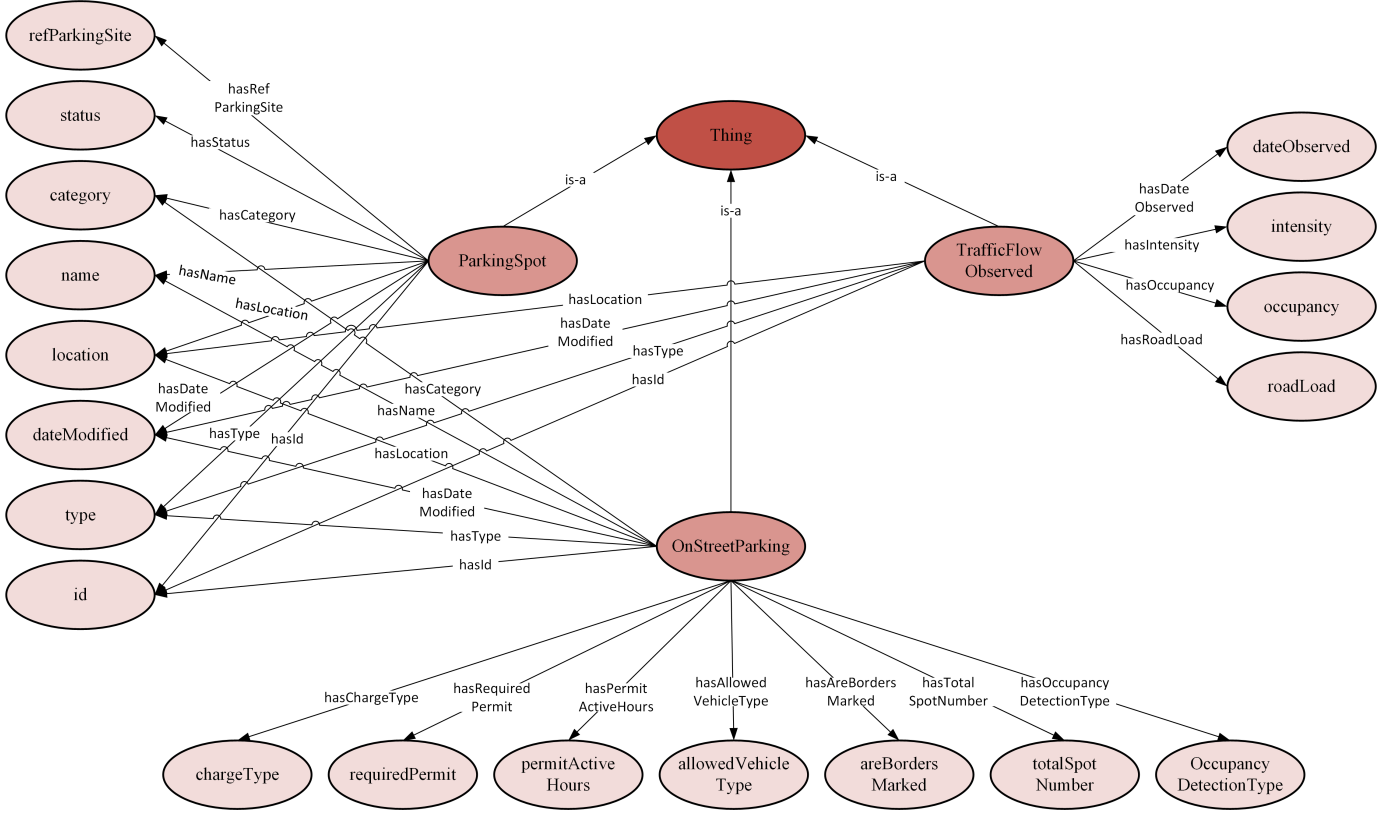 refParkingSite
hasRef
ParkingSite
status
hasStatus
Thing
dateObserved
category
hasCategory
is-a
is-a
hasDate
Observed
is-a
intensity
hasIntensity
name
hasName
ParkingSpot
TrafficFlow
Observed
hasOccupancy
occupancy
hasLocation
hasLocation
hasDate
Modified
hasRoadLoad
location
hasType
hasId
roadLoad
hasDate
Modified
hasCategory
hasName
dateModified
hasType
hasId
hasLocation
hasDate
Modified
type
hasType
OnStreetParking
hasId
id
hasChargeType
hasRequired
Permit
hasPermit
ActiveHours
hasAllowed
VehicleType
hasAreBorders
Marked
hasTotal
SpotNumber
hasOccupancy
DetectionType
chargeType
requiredPermit
permitActive
Hours
allowedVehicle
Type
areBorders
Marked
totalSpot
Number
Occupancy
DetectionType